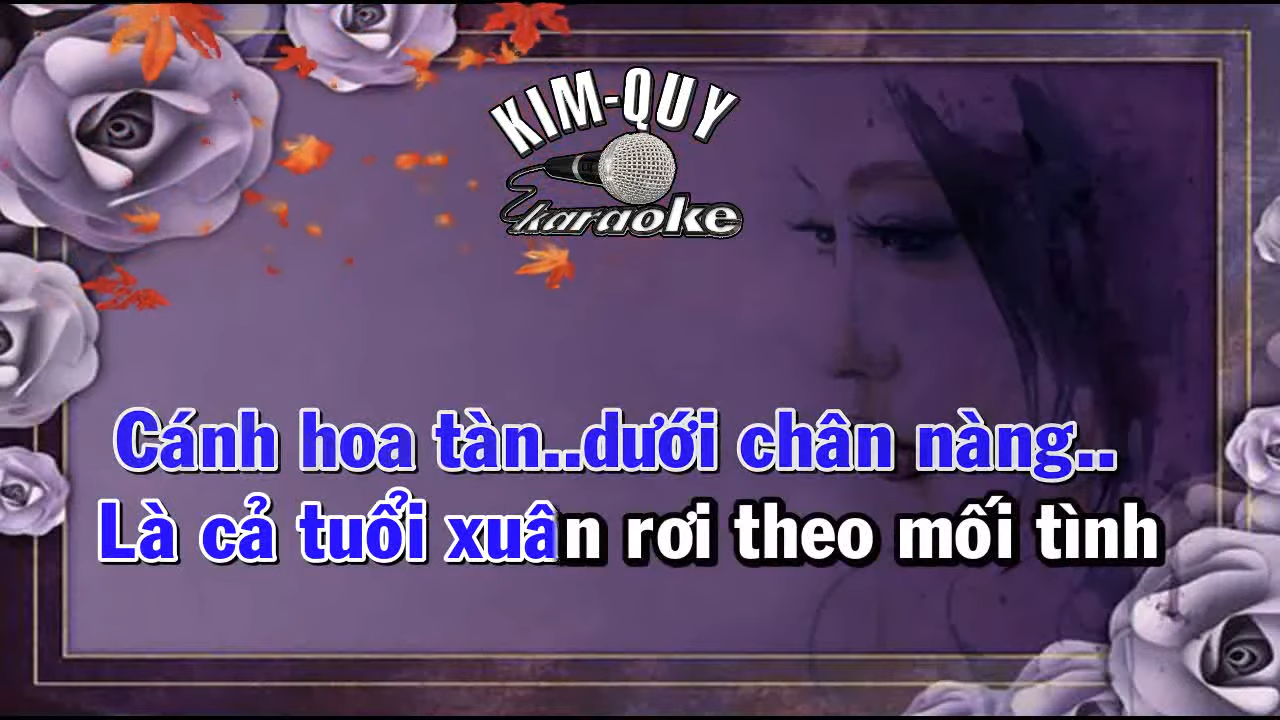 KIM-QUY
karaoke
Cánh hoa tàn..dưới chân nàng..
Là cả tuổi xuân rơi theo mối tình